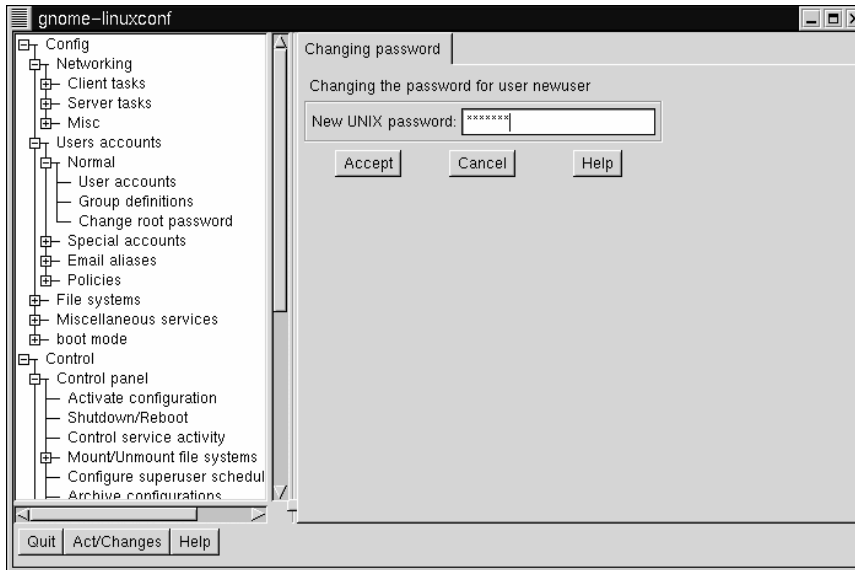 gnome-linuxconf
Config
Networking
Client tasks
Server tasks
Misc
Users accounts
Normal
User accounts
Group definitions
Change root password
Special accounts
Email aliases
Policies
File systems
Miscellaneous services
boot mode
Control
Control panel
Activate configuration
Shutdown/Reboot
Control service activity
Mount/Unmount file systems
Configure superuser schedul
Archive configurations
Changing password
Changing the password for user newuser
New UNIX password: *******
Accept Cancel Help
Quit Act/Changes Help